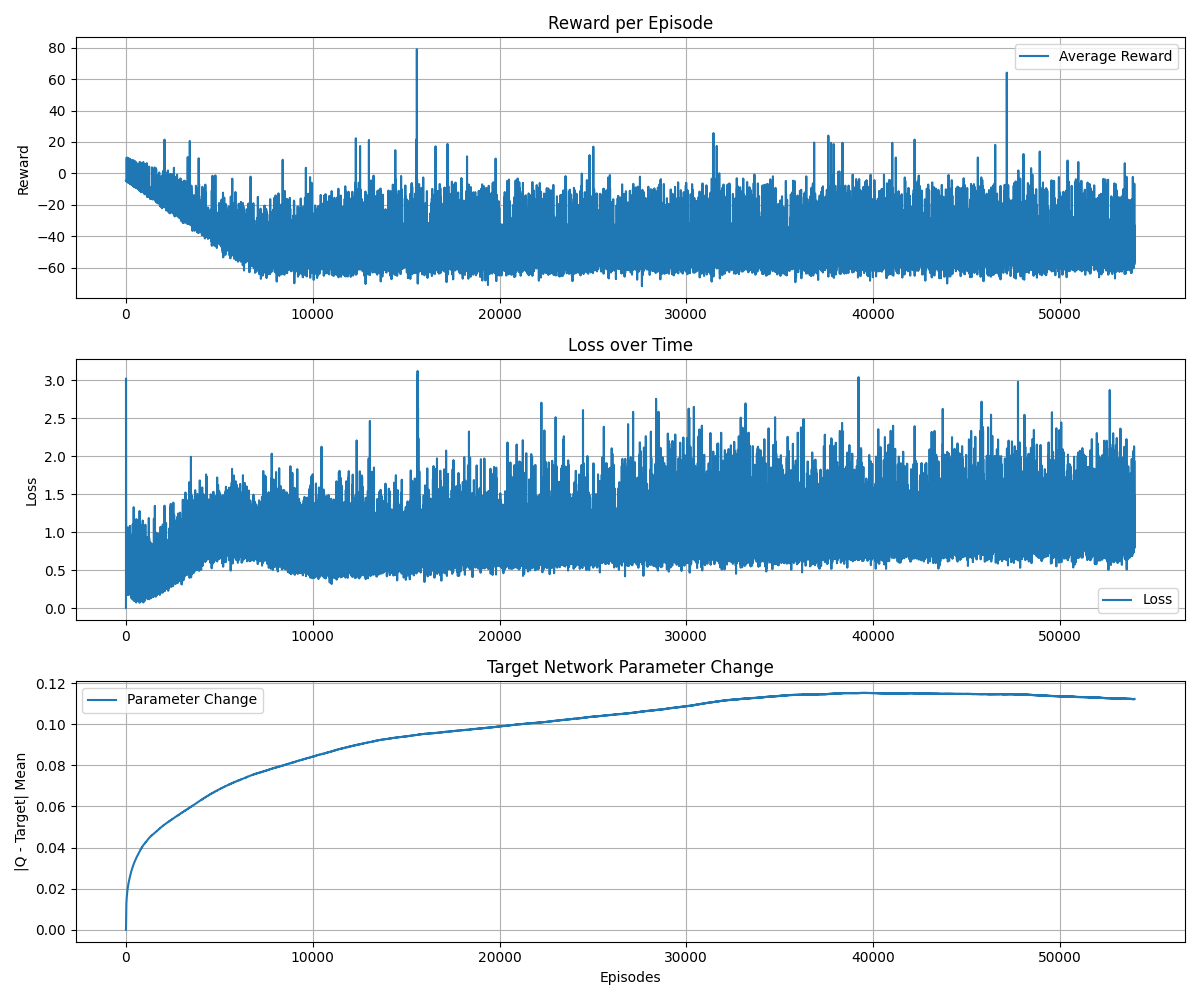 Reward per Episode
Average Reward
Reward
80
60
40
20
0
−20
−40
−60
0 10000 20000 30000 40000 50000
Loss over Time
Loss
3.0
2.5
2.0
1.5
1.0
0.5
0.0
Loss
0 10000 20000 30000 40000 50000
Target Network Parameter Change
Parameter Change
|Q - Target| Mean
0.12
0.10
0.08
0.06
0.04
0.02
0.00
0 10000 20000 30000 40000 50000
Episodes